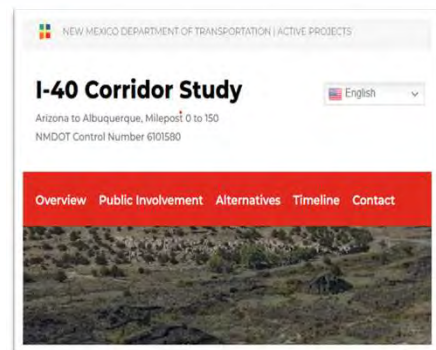 NEW MEXICO DEPARTMENT OF TRANSPORTATION | ACTIVE PROJECTS
I-40 Corridor Study
English
Arizona to Albuquerque, Milepost 0 to 150
NMDOT Control Number 6101580
Overview Public Involvement Alternatives Timeline Contact